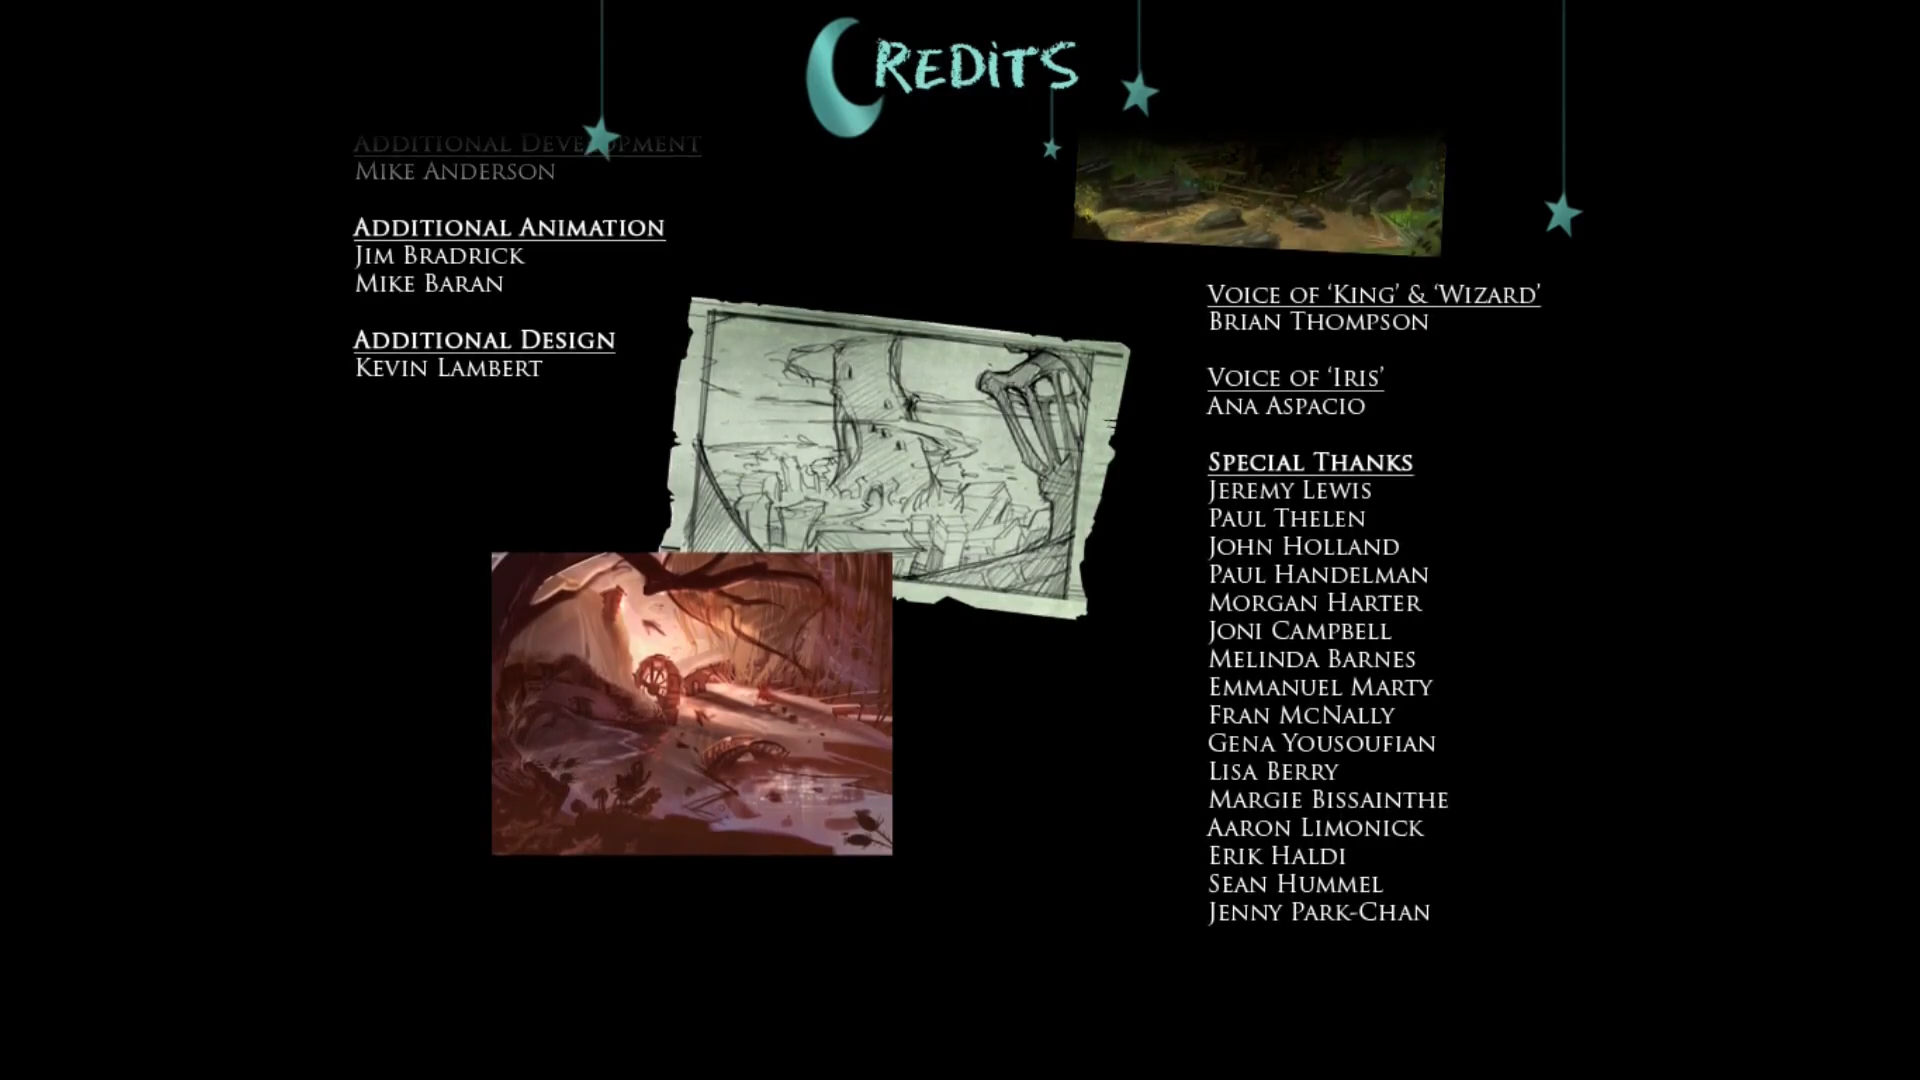 CREDiTS
ADDITIONAL DEVELOPMENT
MIKE ANDERSON
ADDITIONAL ANIMATION
JIM BRADRICK
MIKE BARAN
ADDITIONAL DESIGN
KEVIN LAMBERT
VOICE OF ‘KING’ & ‘WIZARD’
BRIAN THOMPSON
VOICE OF ‘IRIS’
ANA ASPACIO
SPECIAL THANKS
JEREMY LEWIS
PAUL THELEN
JOHN HOLLAND
PAUL HANDELMAN
MORGAN HARTER
JONI CAMPBELL
MELINDA BARNES
EMMANUEL MARTY
FRAN MCNALLY
GENA YOUSOUFIAN
LISA BERRY
MARGIE BISSAINTHE
AARON LIMONICK
ERIK HALDI
SEAN HUMMEL
JENNY PARK-CHAN